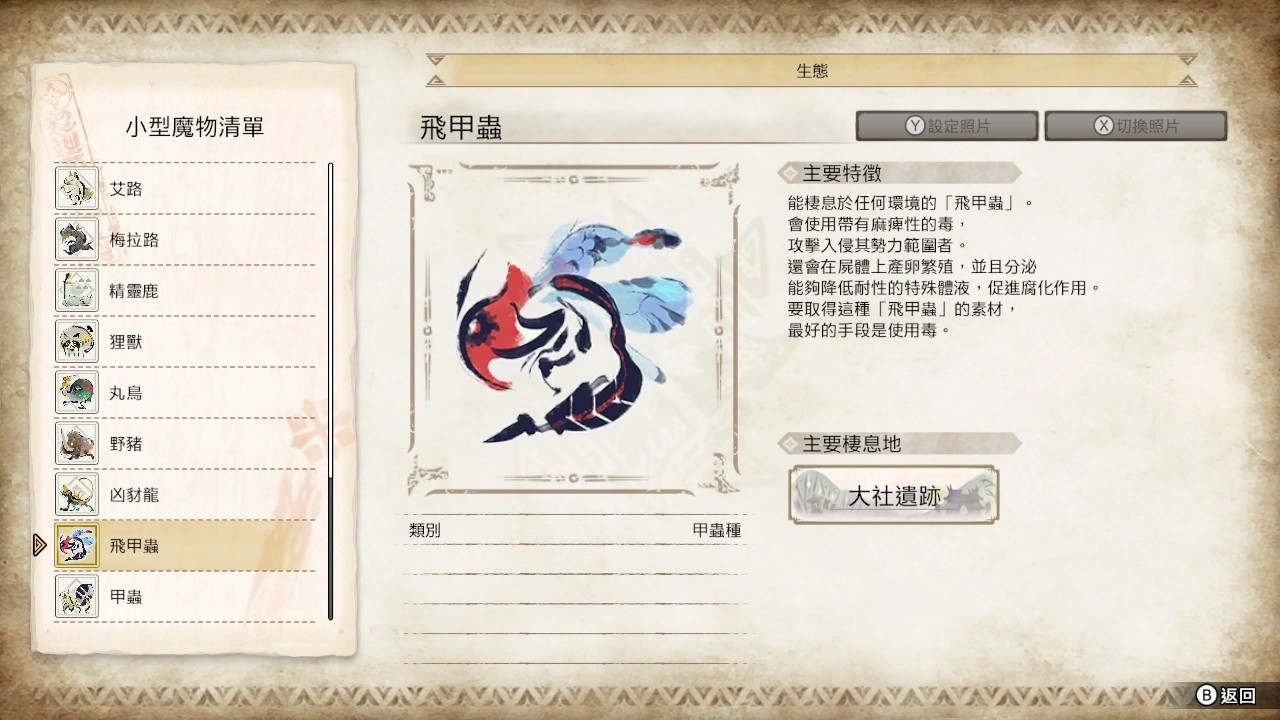 生態
小型魔物清單
艾路
梅拉路
精靈鹿
狸獸
丸鳥
野豬
凶豺龍
飛甲蟲
甲蟲
飛甲蟲
Y設定照片
X切換照片
類別 甲蟲種
主要特徵
能棲息於任何環境的「飛甲蟲」。
會使用帶有麻痺性的毒，
攻擊入侵其勢力範圍者。
還會在屍體上產卵繁殖，並且分泌
能夠降低耐性的特殊體液，促進腐化作用。
要取得這種「飛甲蟲」的素材，
最好的手段是使用毒。
主要棲息地
大社遺跡
B返回